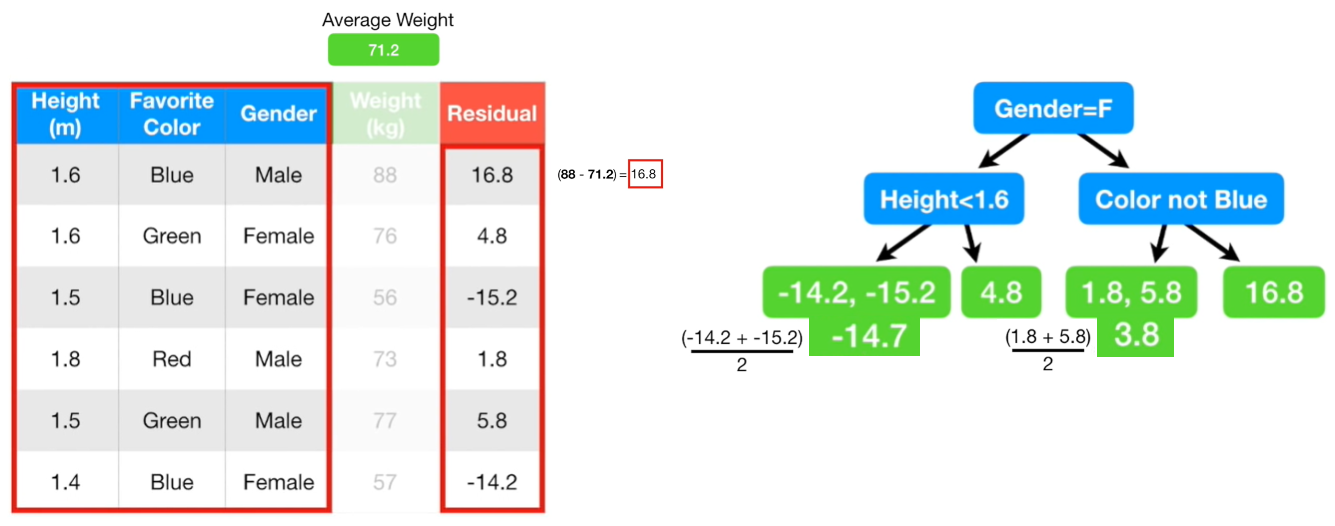 Average Weight
71.2
Height (m) Favorite Color Gender Weight (kg) Residual
1.6 Blue Male 88 16.8
1.6 Green Female 76 4.8
1.5 Blue Female 56 -15.2
1.8 Red Male 73 1.8
1.5 Green Male 77 5.8
1.4 Blue Female 57 -14.2
(88 - 71.2) = 16.8
Gender=F
Height<1.6 Color not Blue
-14.2, -15.2 4.8 1.8, 5.8 16.8
(-14.2 + -15.2)
2
-14.7
(1.8 + 5.8)
2
3.8